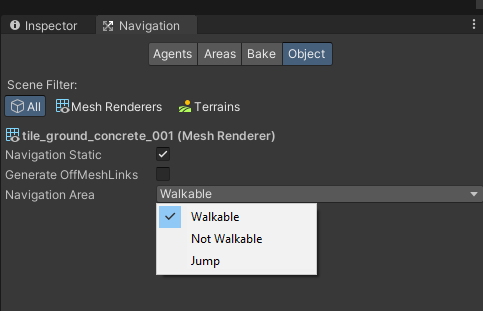 Inspector Navigation
Agents Areas Bake Object
Scene Filter:
All Mesh Renderers Terrains
tile_ground_concrete_001 (Mesh Renderer)
Navigation Static
Generate OffMeshLinks
Navigation Area Walkable
Walkable
Not Walkable
Jump